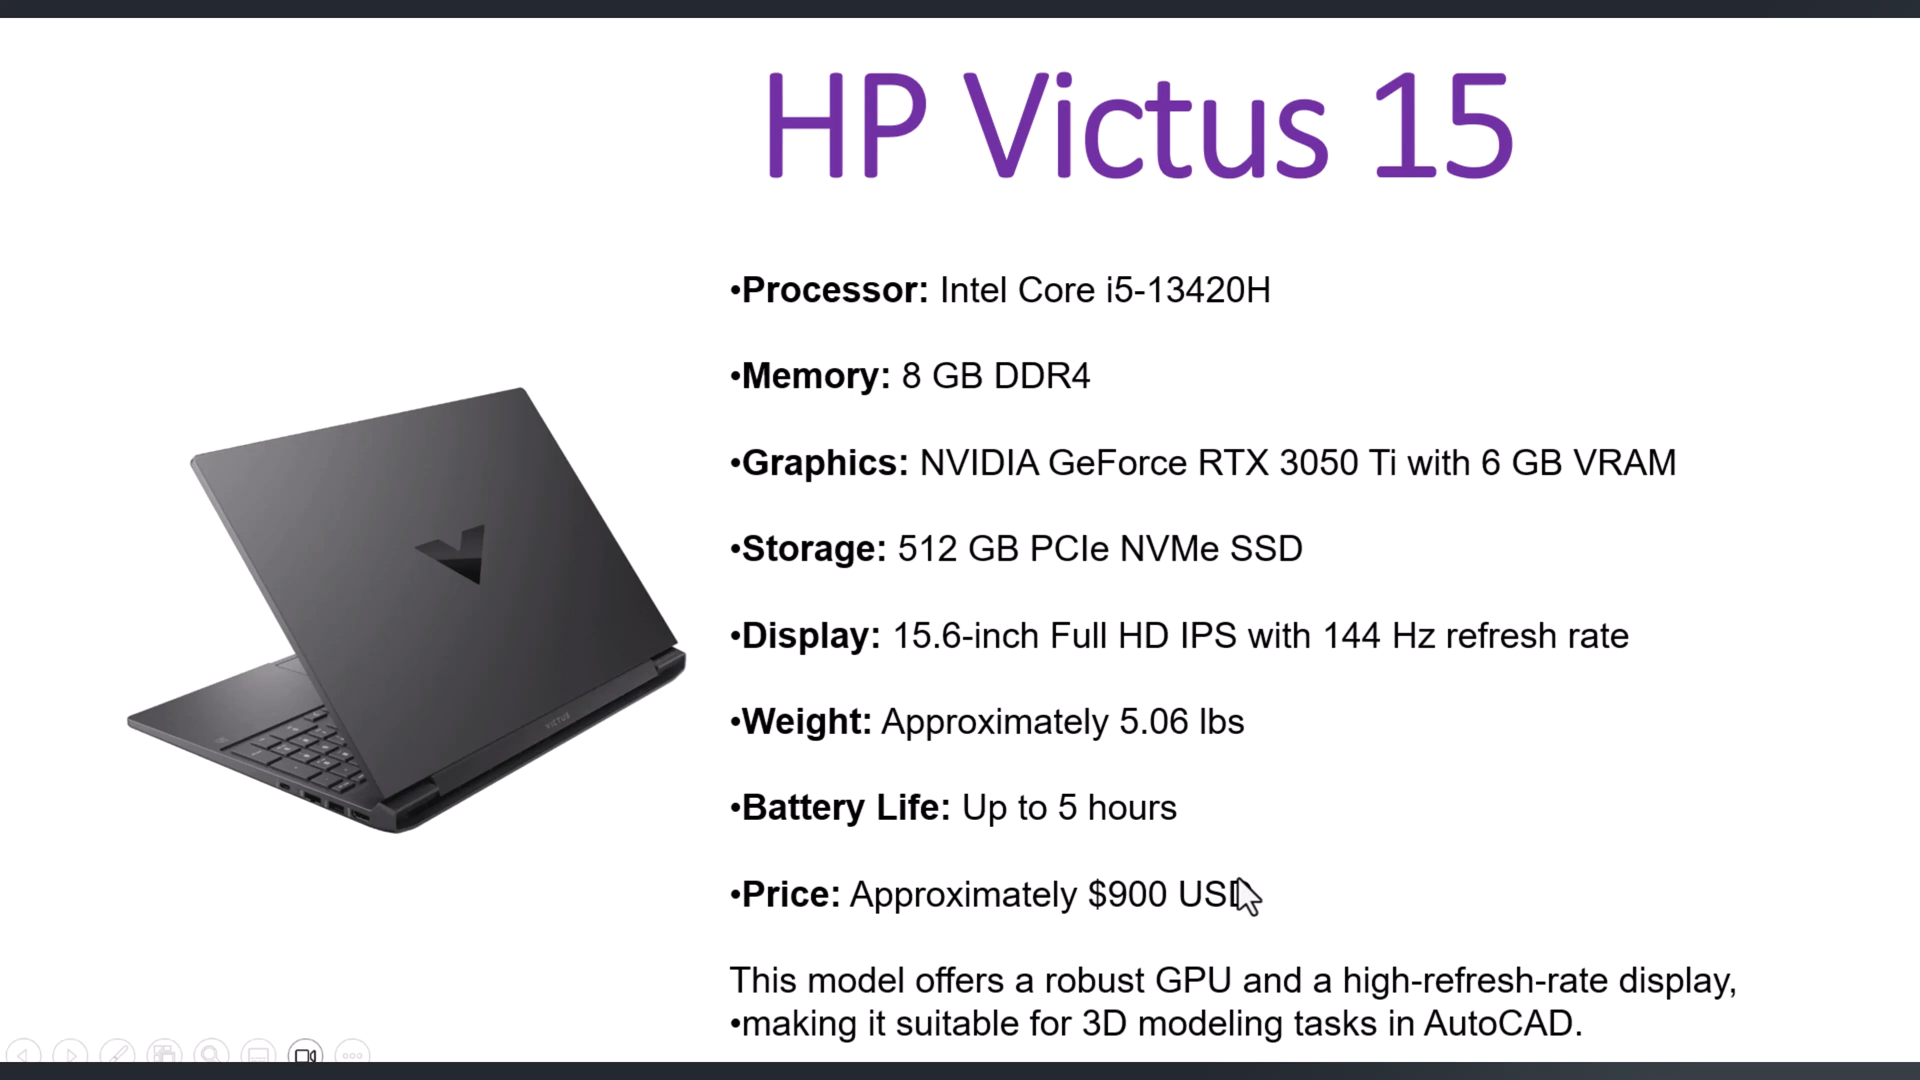 HP Victus 15
•Processor: Intel Core i5-13420H
•Memory: 8 GB DDR4
•Graphics: NVIDIA GeForce RTX 3050 Ti with 6 GB VRAM
•Storage: 512 GB PCIe NVMe SSD
•Display: 15.6-inch Full HD IPS with 144 Hz refresh rate
•Weight: Approximately 5.06 lbs
•Battery Life: Up to 5 hours
•Price: Approximately $900 USD
This model offers a robust GPU and a high-refresh-rate display,
•making it suitable for 3D modeling tasks in AutoCAD.
VICTUS